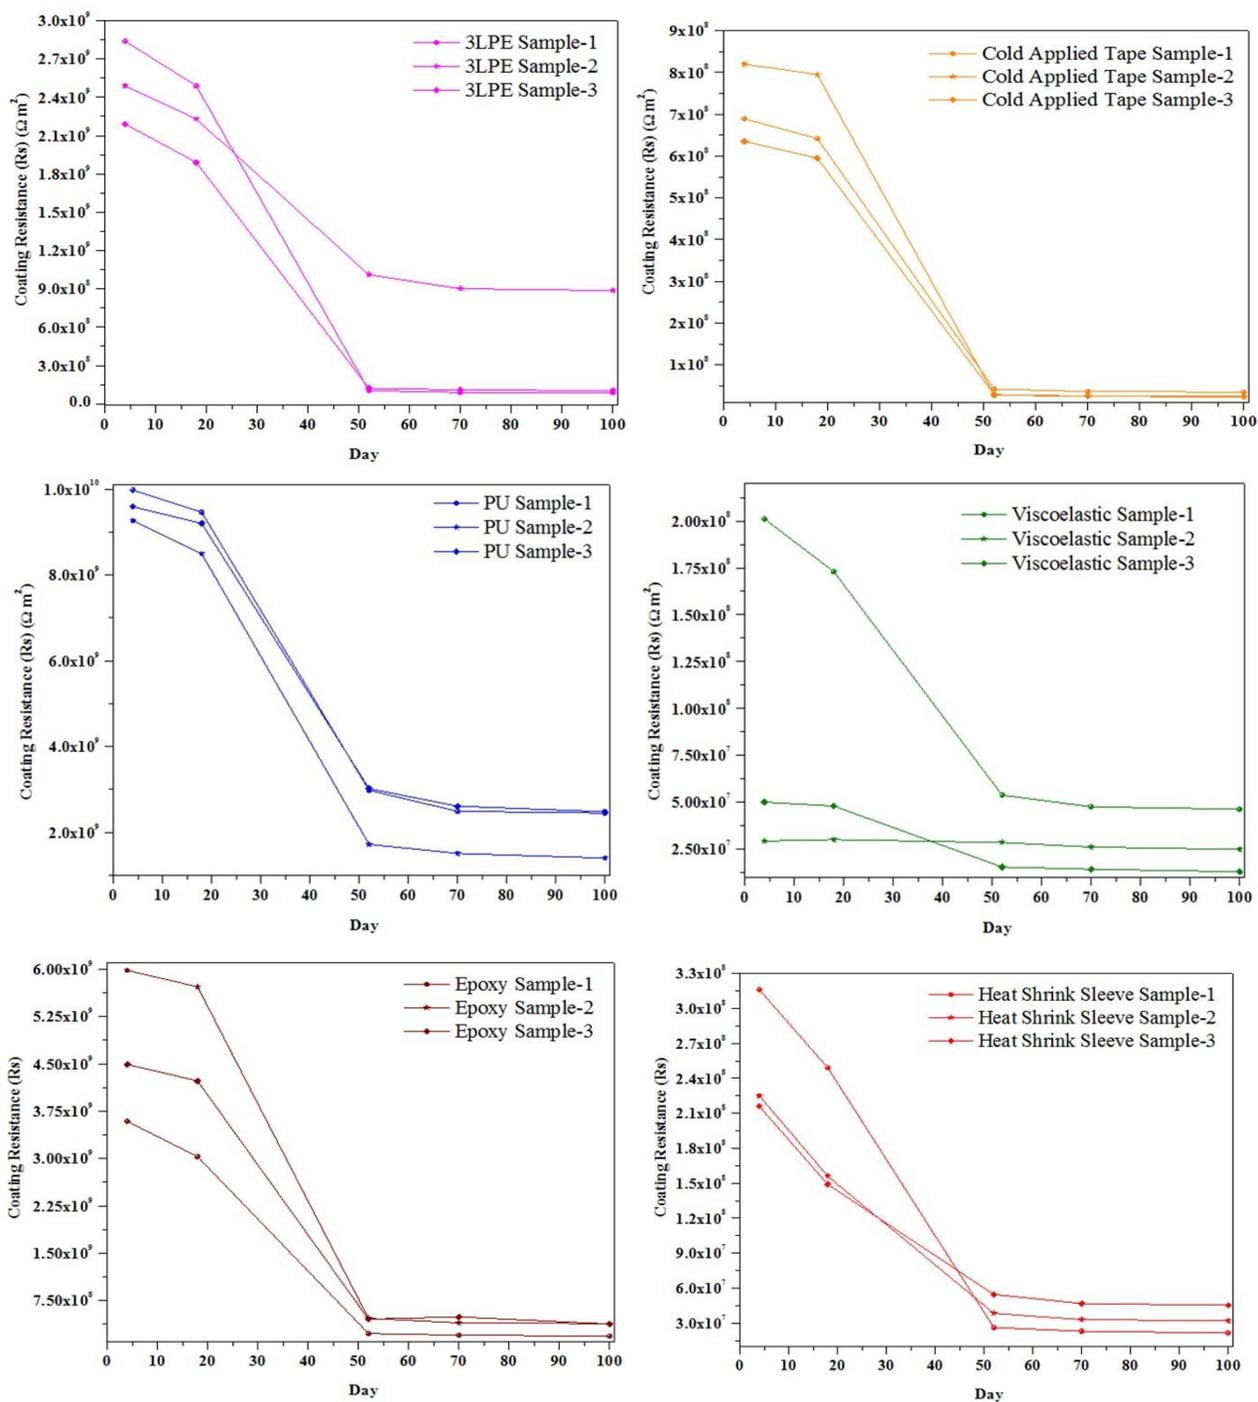 3.0x10⁹
2.7x10⁹
2.4x10⁹
2.1x10⁹
1.8x10⁹
1.5x10⁹
1.2x10⁹
9.0x10⁸
6.0x10⁸
3.0x10⁸
0.0
Coating Resistance (Rs) (Ω m²)
3LPE Sample-1
3LPE Sample-2
3LPE Sample-3
0 10 20 30 40 50 60 70 80 90 100
Day
9x10⁸
8x10⁸
7x10⁸
6x10⁸
5x10⁸
4x10⁸
3x10⁸
2x10⁸
1x10⁸
Coating Resistance (Rs) (Ω m²)
Cold Applied Tape Sample-1
Cold Applied Tape Sample-2
Cold Applied Tape Sample-3
0 10 20 30 40 50 60 70 80 90 100
Day
1.0x10¹⁰
8.0x10⁹
6.0x10⁹
4.0x10⁹
2.0x10⁹
Coating Resistance (Rs) (Ω m²)
PU Sample-1
PU Sample-2
PU Sample-3
0 10 20 30 40 50 60 70 80 90 100
Day
2.00x10⁸
1.75x10⁸
1.50x10⁸
1.25x10⁸
1.00x10⁸
7.50x10⁷
5.00x10⁷
2.50x10⁷
Coating Resistance (Rs) (Ω m²)
Viscoelastic Sample-1
Viscoelastic Sample-2
Viscoelastic Sample-3
0 10 20 30 40 50 60 70 80 90 100
Day
6.00x10⁹
5.25x10⁹
4.50x10⁹
3.75x10⁹
3.00x10⁹
2.25x10⁹
1.50x10⁹
7.50x10⁸
Coating Resistance (Rs)
Epoxy Sample-1
Epoxy Sample-2
Epoxy Sample-3
0 10 20 30 40 50 60 70 80 90 100
Day
3.3x10⁸
3.0x10⁸
2.7x10⁸
2.4x10⁸
2.1x10⁸
1.8x10⁸
1.5x10⁸
1.2x10⁸
9.0x10⁷
6.0x10⁷
3.0x10⁷
Coating Resistance (Rs)
Heat Shrink Sleeve Sample-1
Heat Shrink Sleeve Sample-2
Heat Shrink Sleeve Sample-3
0 10 20 30 40 50 60 70 80 90 100
Day